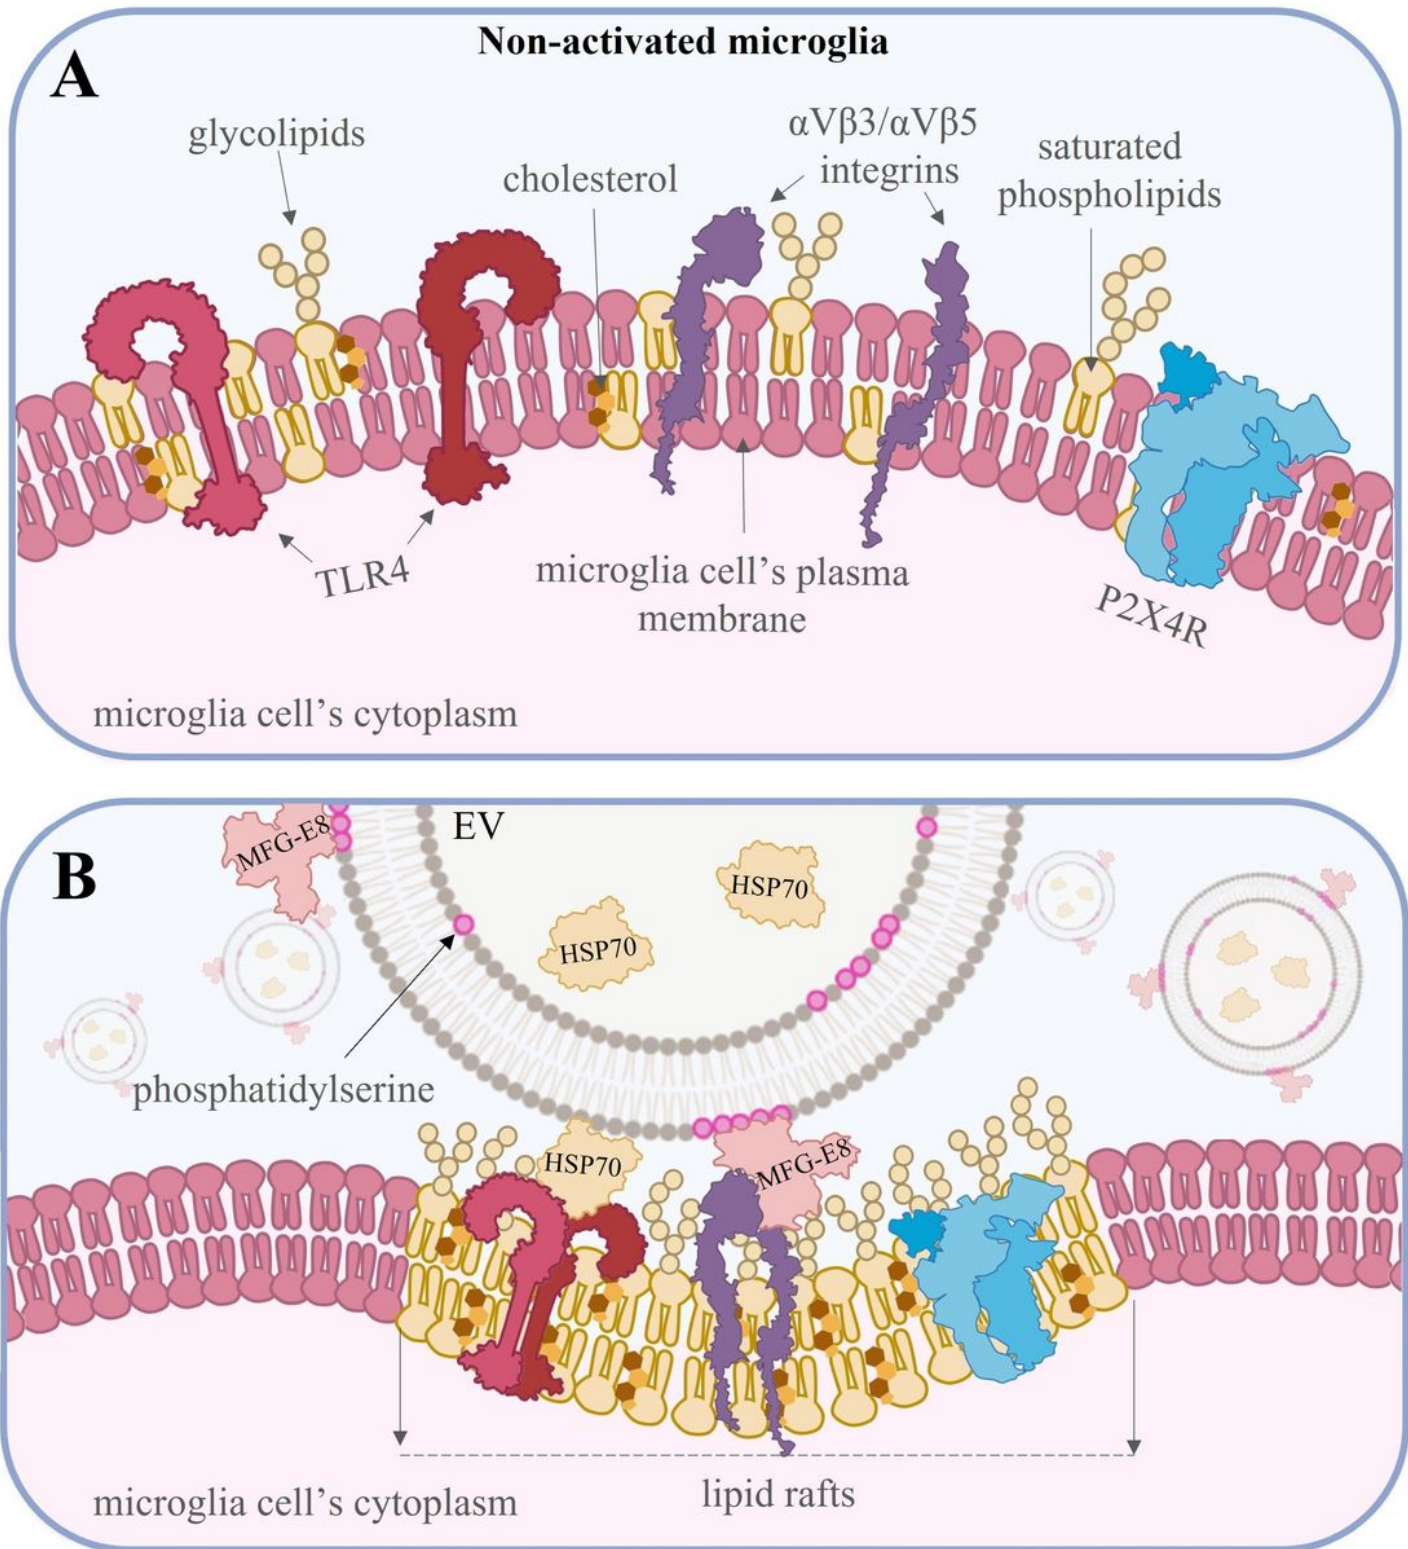 A
Non-activated microglia
glycolipids
cholesterol
αVβ3/αVβ5
integrins
saturated
phospholipids
TLR4
microglia cell’s plasma
membrane
P2X4R
microglia cell’s cytoplasm
B
EV
MFG-E8
HSP70
HSP70
phosphatidylserine
HSP70
MFG-E8
lipid rafts
microglia cell’s cytoplasm